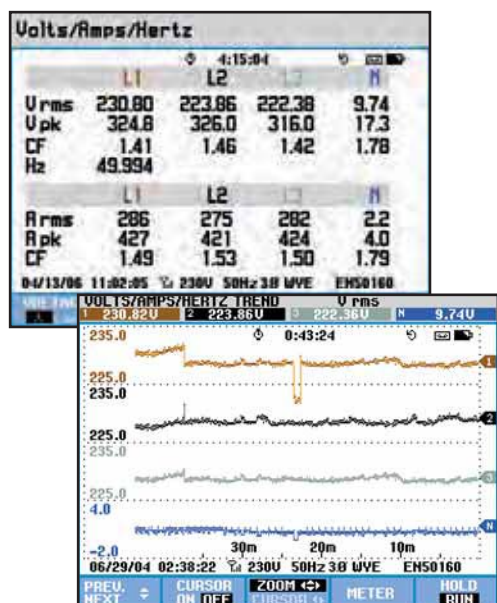 Volts/Amps/Hertz
4:15:04
L1 L2 L3 N
Vrms 230.80 223.86 222.38 9.74
Vpk 324.8 326.0 316.0 17.3
CF 1.41 1.46 1.42 1.78
Hz 49.994
L1 L2 L3 N
Arms 286 275 282 2.2
Apk 427 421 424 4.0
CF 1.49 1.53 1.50 1.79
04/13/06 11:02:05 230V 50Hz 3Ø WYE EN50160
VOLTS/AMPS/HERTZ TREND U rms
1 230.82V 2 223.86V 3 222.36V N 9.74V
235.0 0:43:24
1
225.0
235.0
2
225.0
235.0
3
225.0
4.0
N
-2.0 30m 20m 10m
06/29/04 02:38:22 230V 50Hz 3Ø WYE EN50160
PREV. NEXT CURSOR ON OFF ZOOM CURSOR METER HOLD RUN